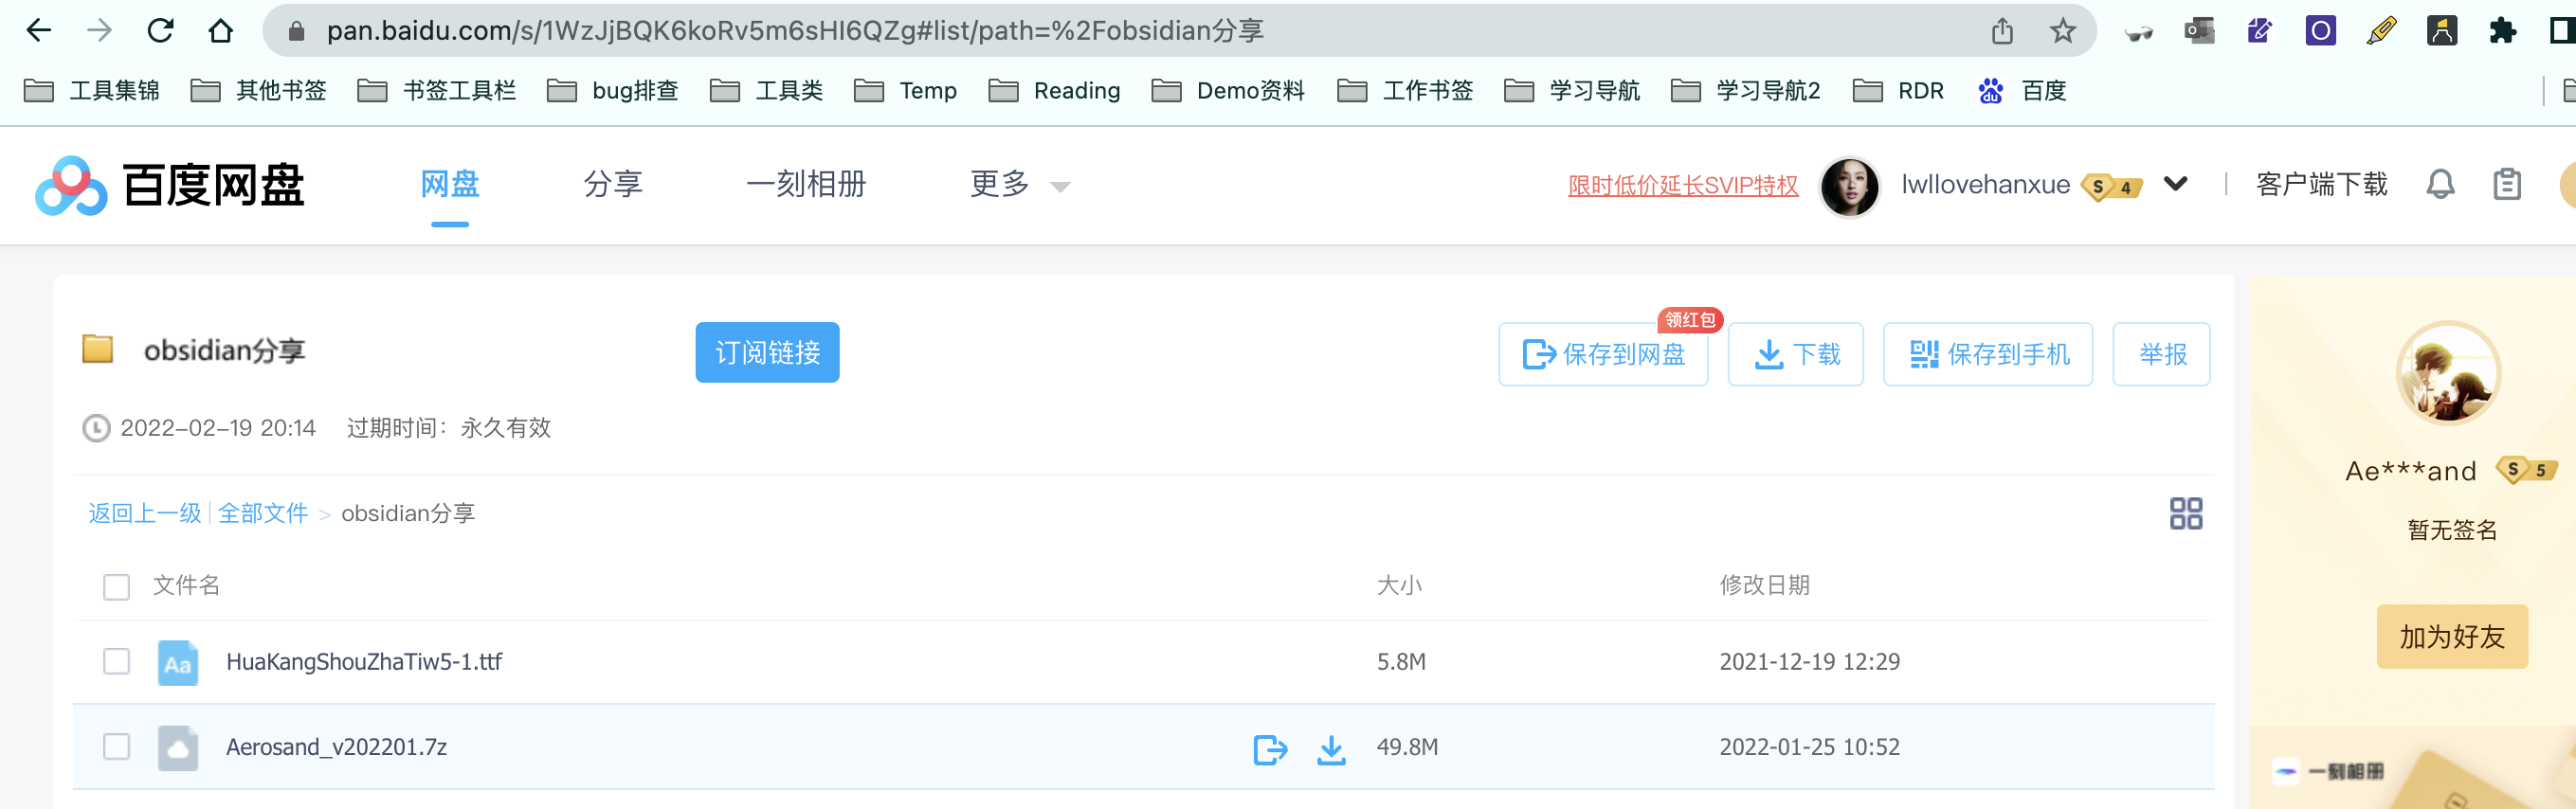 pan.baidu.com/s/1WzJjBQK6koRv5m6sHI6QZg#list/path=%2Fobsidian分享
工具集锦 其他书签 书签工具栏 bug排查 工具类 Temp Reading Demo资料 工作书签 学习导航 学习导航2 RDR du 百度
百度网盘 网盘 分享 一刻相册 更多 限时低价延长SVIP特权 lwllovehanxue S 4 客户端下载
领红包
obsidian分享 订阅链接 保存到网盘 下载 保存到手机 举报
2022-02-19 20:14 过期时间：永久有效
Ae***and S 5
返回上一级 | 全部文件 > obsidian分享
暂无签名
文件名 大小 修改日期
加为好友
Aa HuaKangShouZhaTiw5-1.ttf 5.8M 2021-12-19 12:29
Aerosand_v202201.7z 49.8M 2022-01-25 10:52
一刻相册